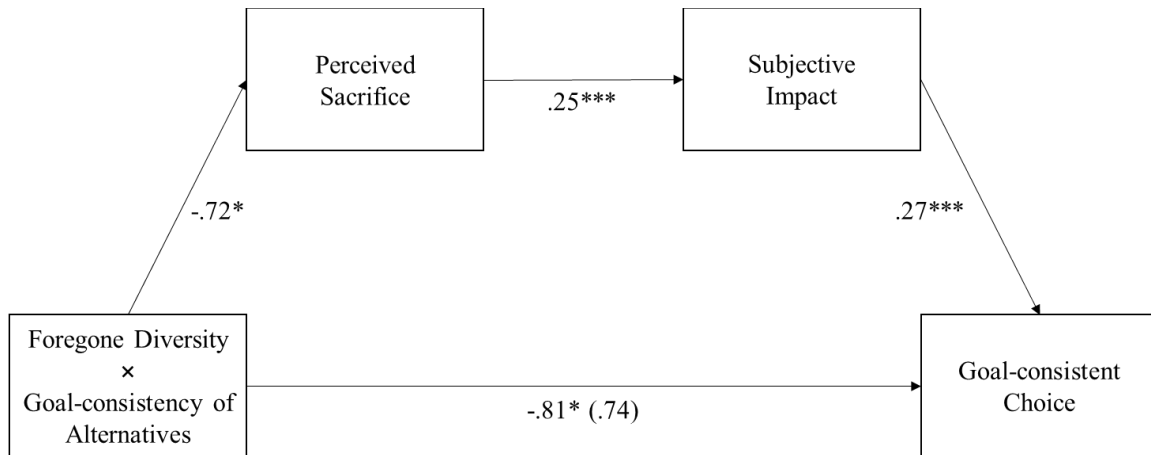 Perceived
Sacrifice
Subjective
Impact
.25***
-.72*
.27***
Foregone Diversity
×
Goal-consistency of
Alternatives
-.81* (.74)
Goal-consistent
Choice